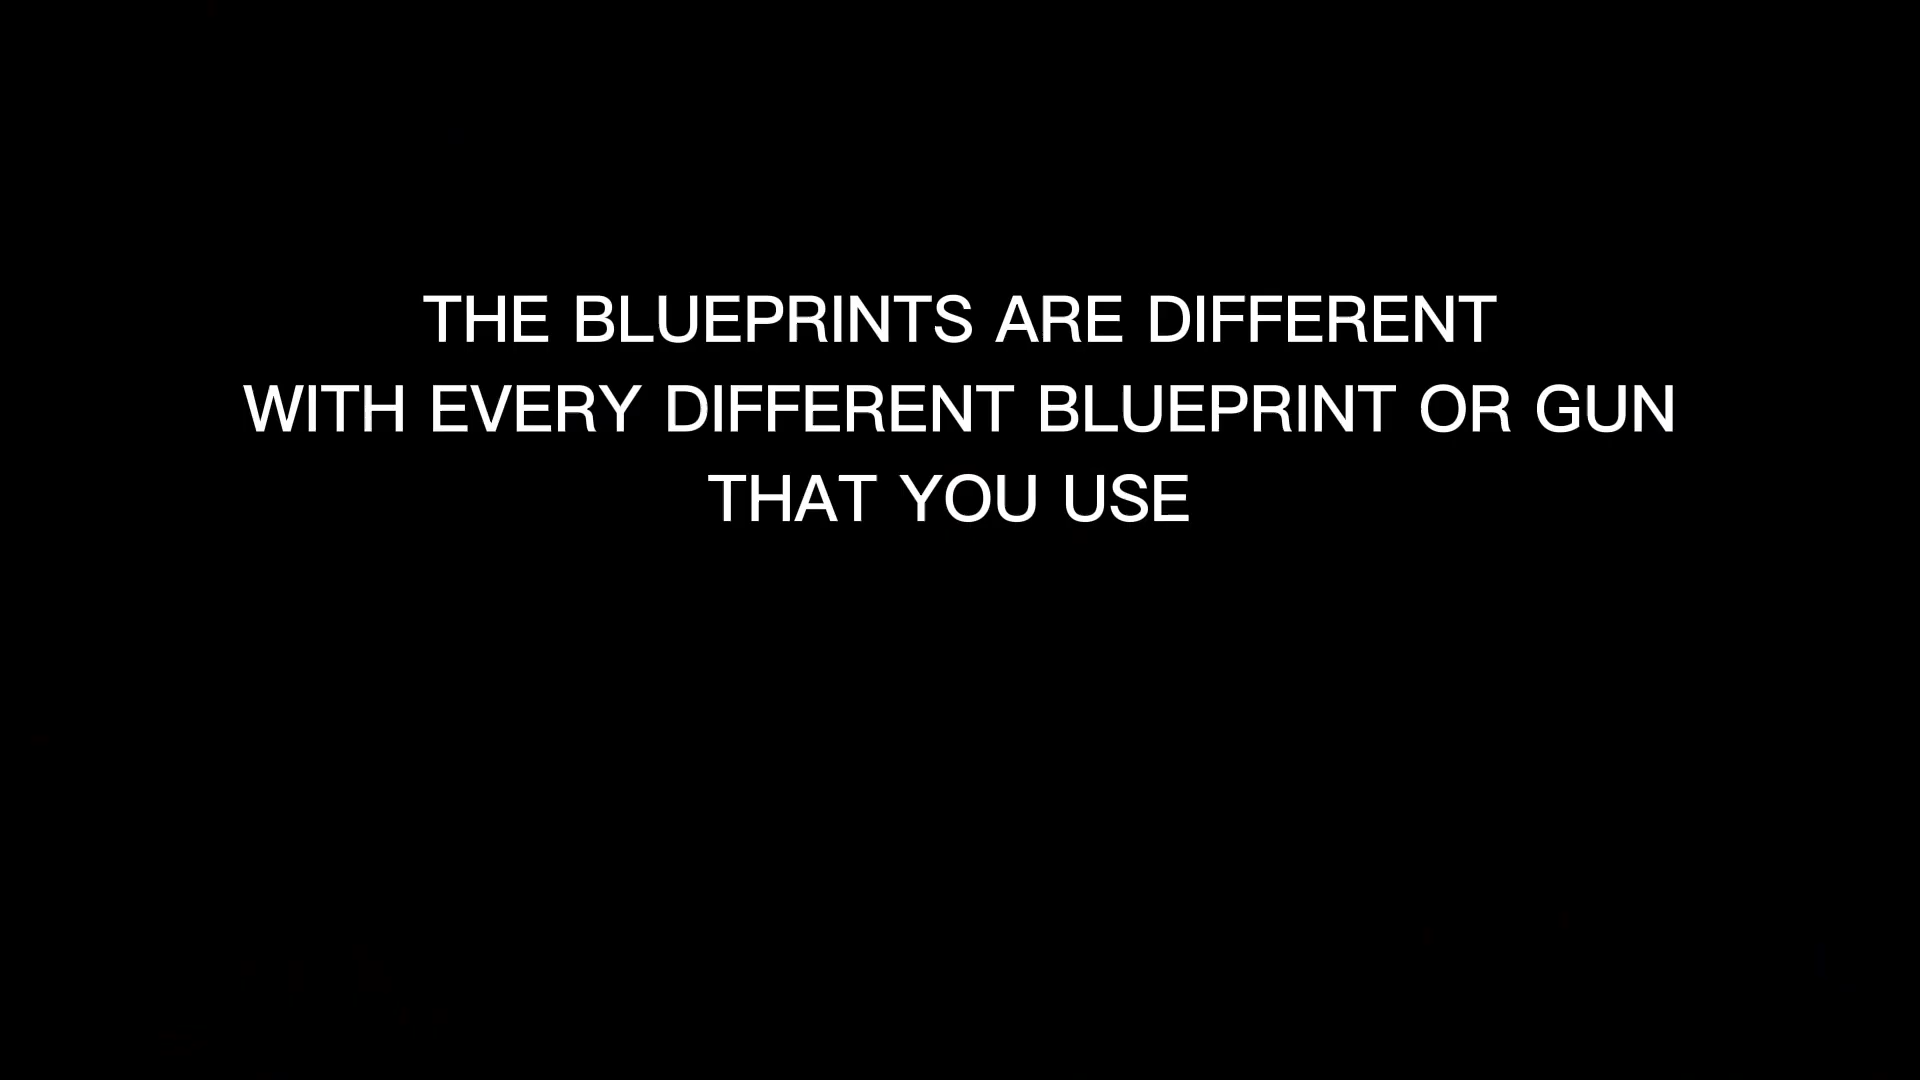 THE BLUEPRINTS ARE DIFFERENT
WITH EVERY DIFFERENT BLUEPRINT OR GUN
THAT YOU USE